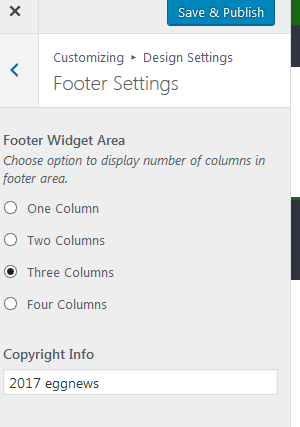 Save & Publish
Customizing ▸ Design Settings
Footer Settings
Footer Widget Area
Choose option to display number of columns in
footer area.
One Column
Two Columns
Three Columns
Four Columns
Copyright Info
2017 eggnews